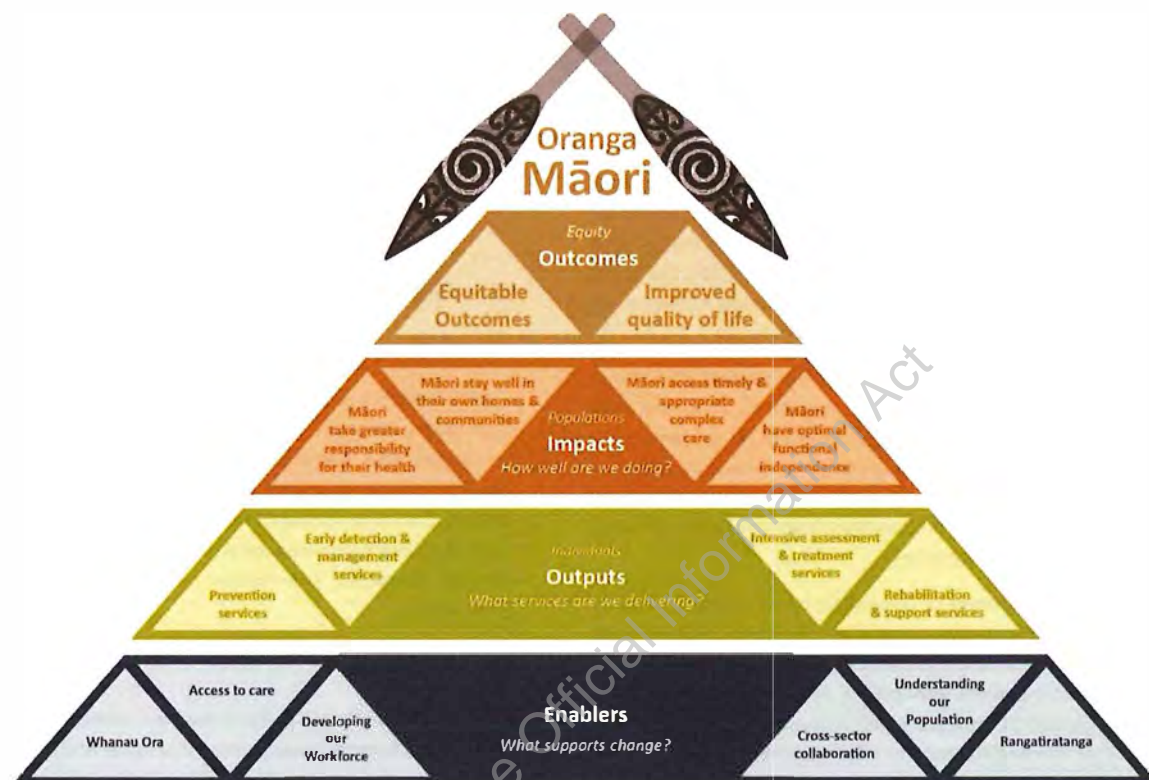 Oranga
Māori
Equity
Outcomes
Equitable
Outcomes
Improved
quality of life
Māori
take greater
responsibility
for their health
Māori stay well in
their own homes &
communities
Populations
Impacts
How well are we doing?
Māori access timely &
appropriate
complex
care
Māori
have optimal
functional
independence
Prevention
services
Early detection &
management
services
Individuals
Outputs
What services are we delivering?
Intensive assessment
& treatment
services
Rehabilitation
& support services
Whanau Ora
Access to care
Developing
our
Workforce
Enablers
What supports change?
Cross-sector
collaboration
Understanding
our
Population
Rangatiratanga
e Official Information Act